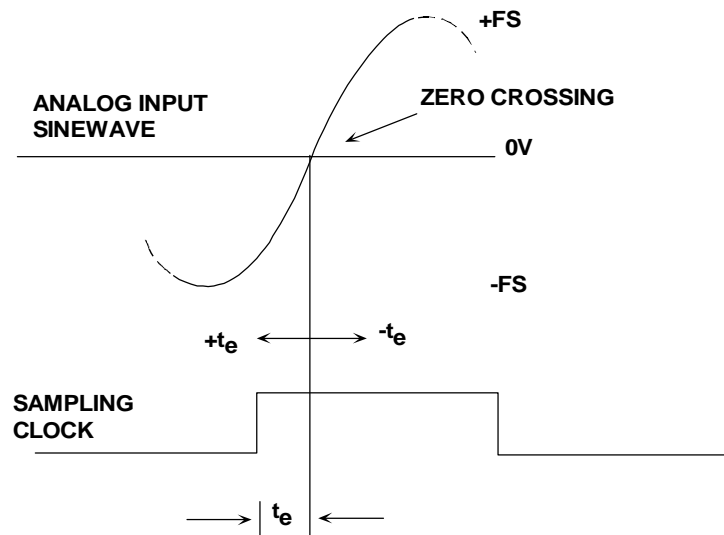 +FS
ANALOG INPUT
SINEWAVE
ZERO CROSSING
0V
-FS
+te
-te
SAMPLING
CLOCK
te